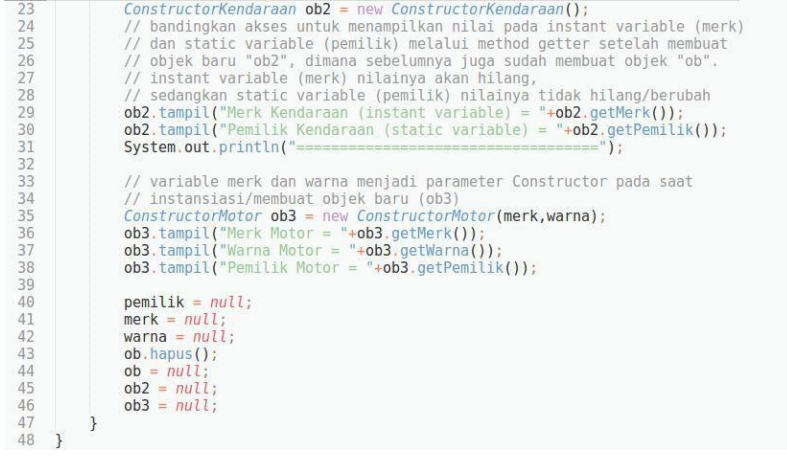 23 ConstructorKendaraan ob2 = new ConstructorKendaraan();
24 // bandingkan akses untuk menampilkan nilai pada instant variable (merk)
25 // dan static variable (pemilik) melalui method getter setelah membuat
26 // objek baru "ob2", dimana sebelumnya juga sudah membuat objek "ob".
27 // instant variable (merk) nilainya akan hilang,
28 // sedangkan static variable (pemilik) nilainya tidak hilang/berubah
29 ob2.tampil("Merk Kendaraan (instant variable) = "+ob2.getMerk());
30 ob2.tampil("Pemilik Kendaraan (static variable) = "+ob2.getPemilik());
31 System.out.println("==================================");
32
33 // variable merk dan warna menjadi parameter Constructor pada saat
34 // instansiasi/membuat objek baru (ob3)
35 ConstructorMotor ob3 = new ConstructorMotor(merk,warna);
36 ob3.tampil("Merk Motor = "+ob3.getMerk());
37 ob3.tampil("Warna Motor = "+ob3.getWarna());
38 ob3.tampil("Pemilik Motor = "+ob3.getPemilik());
39
40 pemilik = null;
41 merk = null;
42 warna = null;
43 ob.hapus();
44 ob = null;
45 ob2 = null;
46 ob3 = null;
47 }
48 }